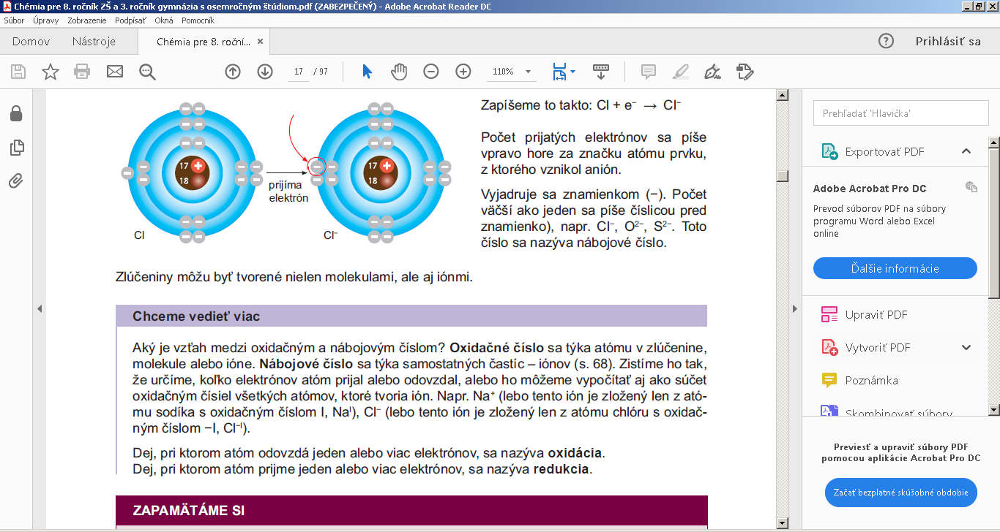 Chémia pre 8. ročník ZŠ a 3. ročník gymnázia s osemročným štúdiom.pdf (ZABEZPEČENÝ) - Adobe Acrobat Reader DC
Súbor Úpravy Zobrazenie Podpísať Okná Pomocník
Domov Nástroje Chémia pre 8. roční... × Prihlásiť sa
17 / 97 110%
Zapíšeme to takto: Cl + e⁻ → Cl⁻
Počet prijatých elektrónov sa píše
vpravo hore za značku atómu prvku,
z ktorého vznikol anión.
Vyjadruje sa znamienkom (−). Počet
väčší ako jeden sa píše číslicou pred
znamienko), napr. Cl⁻, O²⁻, S²⁻. Toto
číslo sa nazýva nábojové číslo.
17 +
18
Cl
prijíma
elektrón
17 +
18
Cl⁻
Zlúčeniny môžu byť tvorené nielen molekulami, ale aj iónmi.
Chceme vedieť viac
Aký je vzťah medzi oxidačným a nábojovým číslom? Oxidačné číslo sa týka atómu v zlúčenine,
molekule alebo ióne. Nábojové číslo sa týka samostatných častíc – iónov (s. 68). Zistíme ho tak,
že určíme, koľko elektrónov atóm prijal alebo odovzdal, alebo ho môžeme vypočítať aj ako súčet
oxidačným čísiel všetkých atómov, ktoré tvoria ión. Napr. Na⁺ (lebo tento ión je zložený len z ató-
mu sodíka s oxidačným číslom I, Naᴵ), Cl⁻ (lebo tento ión je zložený len z atómu chlóru s oxidač-
ným číslom −I, Cl⁻ᴵ).
Dej, pri ktorom atóm odovzdá jeden alebo viac elektrónov, sa nazýva oxidácia.
Dej, pri ktorom atóm prijme jeden alebo viac elektrónov, sa nazýva redukcia.
ZAPAMÄTÁME SI
Prehľadať 'Hlavička'
Exportovať PDF
Adobe Acrobat Pro DC
Prevod súborov PDF na súbory
programu Word alebo Excel
online
Ďalšie informácie
Upraviť PDF
Vytvoriť PDF
Poznámka
Skombinovať súbory
Previesť a upraviť súbory PDF
pomocou aplikácie Acrobat Pro DC
Začať bezplatné skúšobné obdobie